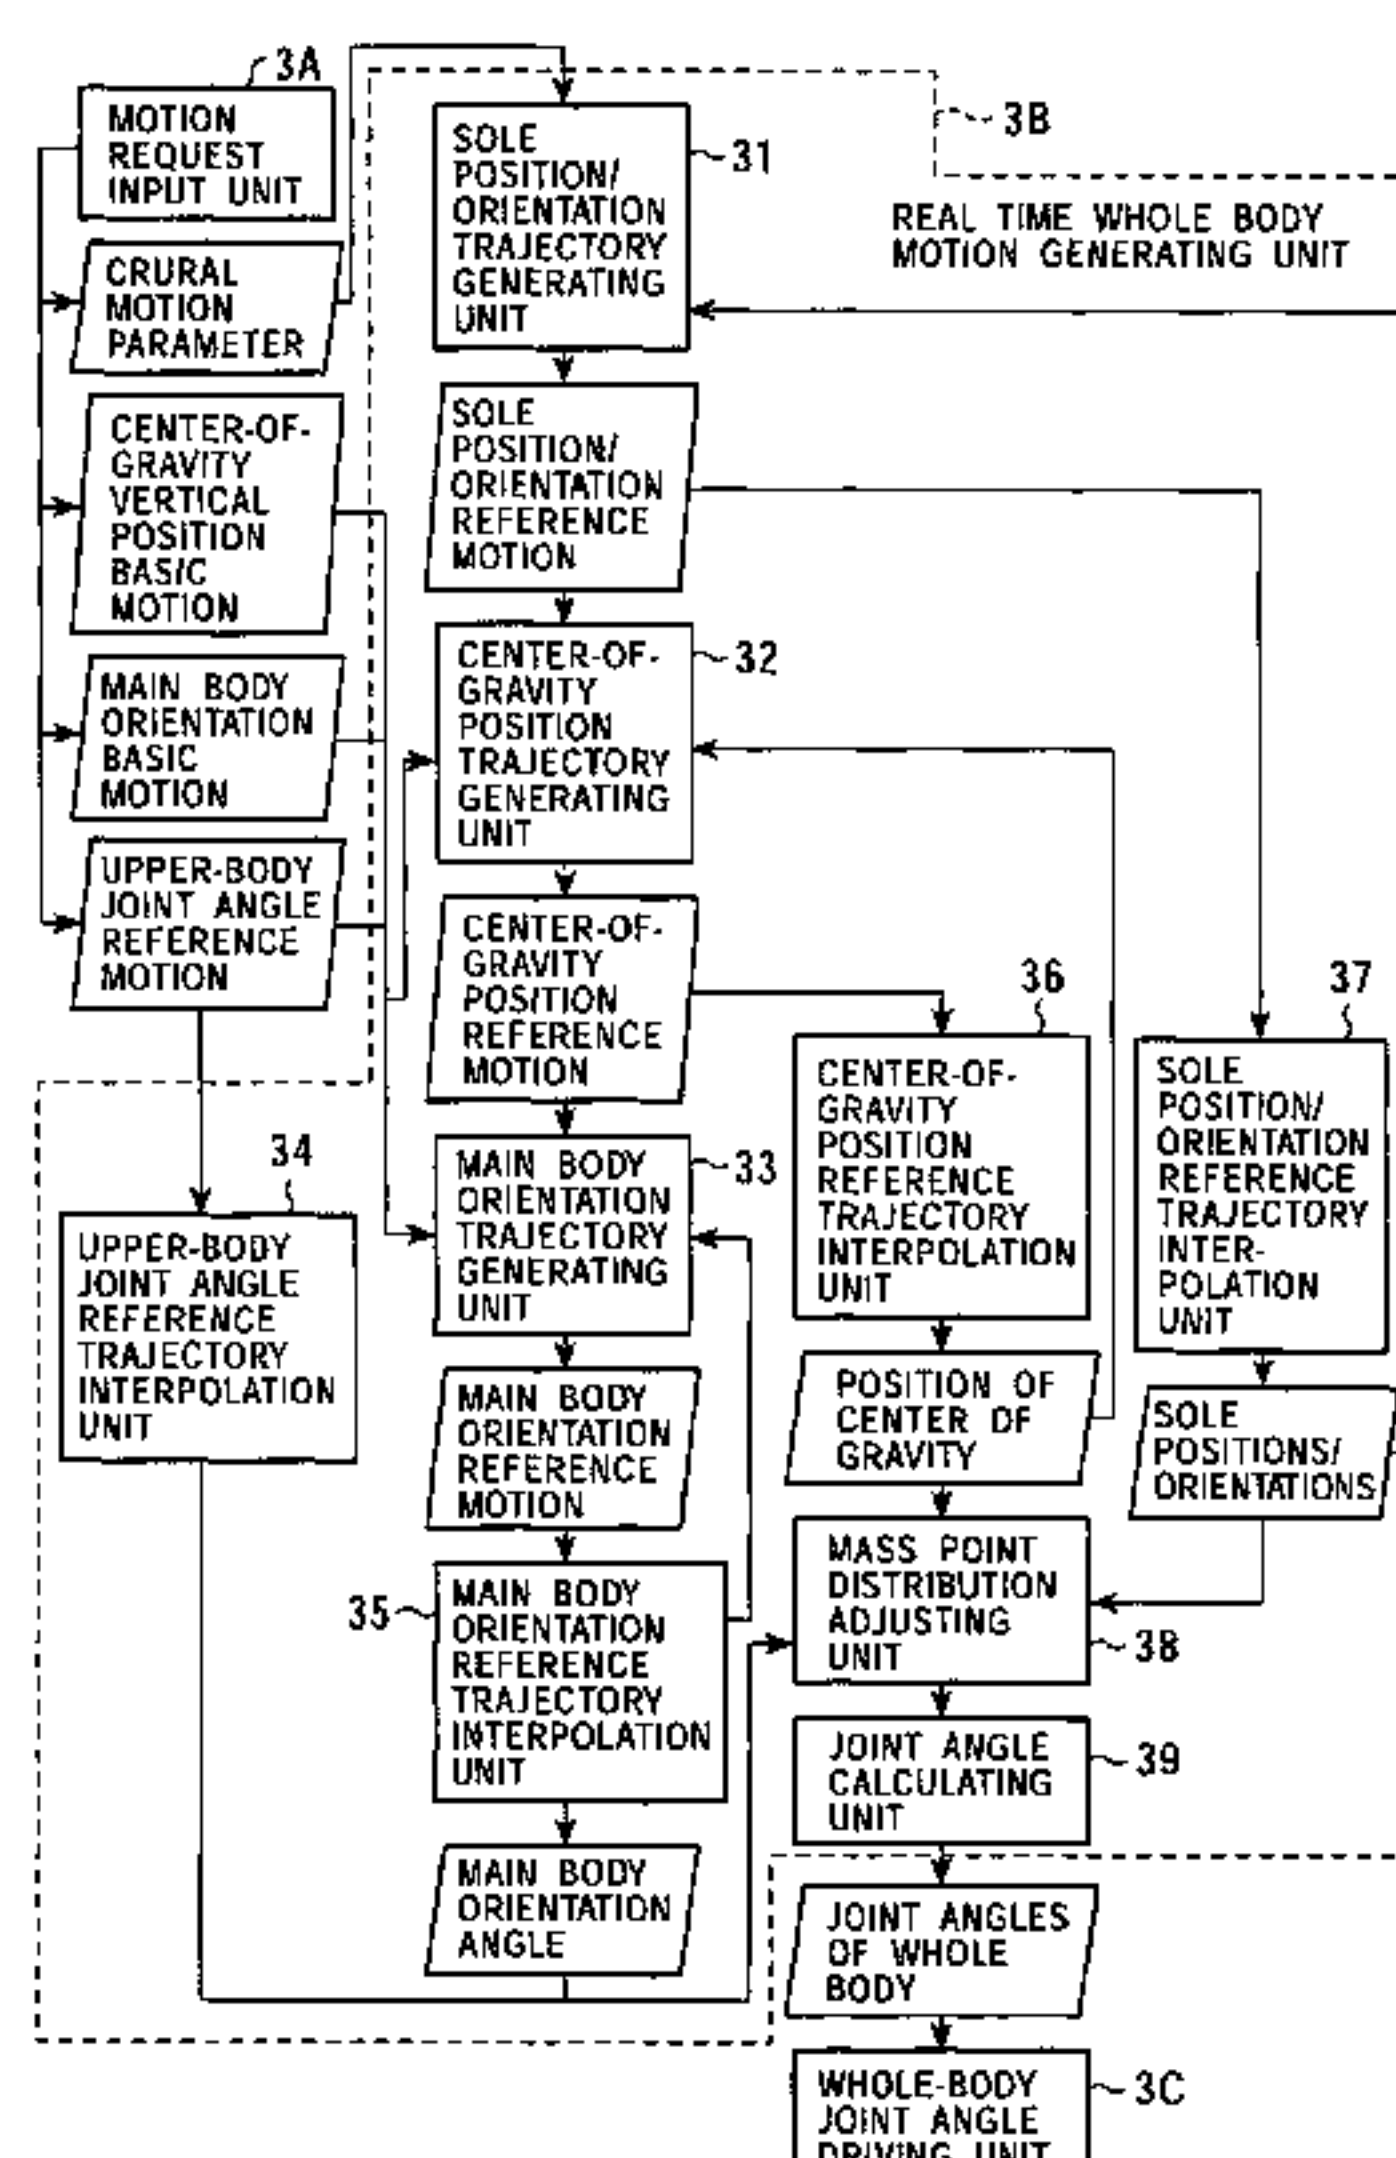 3A
MOTION
REQUEST
INPUT UNIT
CRURAL
MOTION
PARAMETER
CENTER-OF-
GRAVITY
VERTICAL
POSITION
BASIC
MOTION
MAIN BODY
ORIENTATION
BASIC
MOTION
UPPER-BODY
JOINT ANGLE
REFERENCE
MOTION
34
UPPER-BODY
JOINT ANGLE
REFERENCE
TRAJECTORY
INTERPOLATION
UNIT
3B
REAL TIME WHOLE BODY
MOTION GENERATING UNIT
31
SOLE
POSITION/
ORIENTATION
TRAJECTORY
GENERATING
UNIT
SOLE
POSITION/
ORIENTATION
REFERENCE
MOTION
32
CENTER-OF-
GRAVITY
POSITION
TRAJECTORY
GENERATING
UNIT
CENTER-OF-
GRAVITY
POSITION
REFERENCE
MOTION
33
MAIN BODY
ORIENTATION
TRAJECTORY
GENERATING
UNIT
MAIN BODY
ORIENTATION
REFERENCE
MOTION
35
MAIN BODY
ORIENTATION
REFERENCE
TRAJECTORY
INTERPOLATION
UNIT
MAIN BODY
ORIENTATION
ANGLE
36
CENTER-OF-
GRAVITY
POSITION
REFERENCE
TRAJECTORY
INTERPOLATION
UNIT
POSITION OF
CENTER OF
GRAVITY
37
SOLE
POSITION/
ORIENTATION
REFERENCE
TRAJECTORY
INTER-
POLATION
UNIT
SOLE
POSITIONS/
ORIENTATIONS
MASS POINT
DISTRIBUTION
ADJUSTING
UNIT
38
JOINT ANGLE
CALCULATING
UNIT
39
JOINT ANGLES
OF WHOLE
BODY
WHOLE-BODY
JOINT ANGLE
DRIVING UNIT
3C